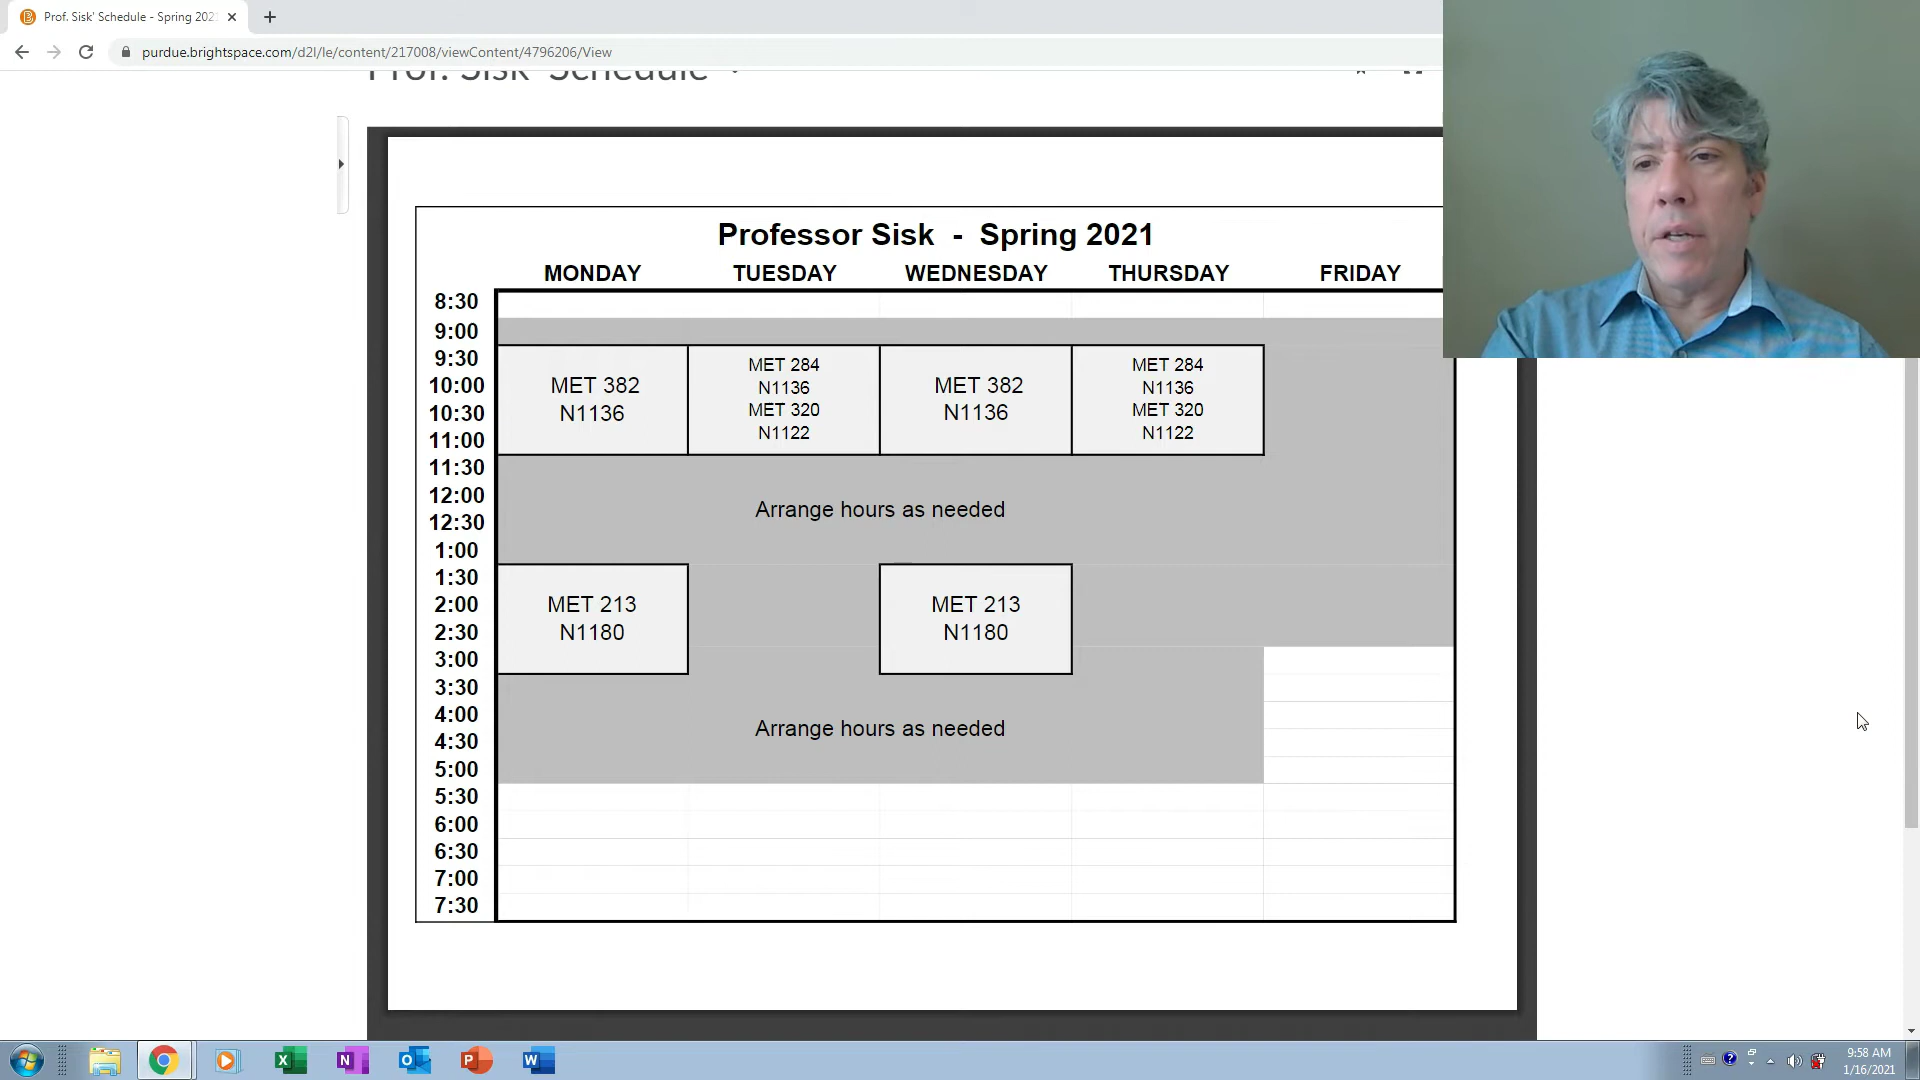 Prof. Sisk' Schedule - Spring 202
purdue.brightspace.com/d2l/le/content/217008/viewContent/4796206/View
Prof. Sisk' Schedule
Professor Sisk - Spring 2021
MONDAY TUESDAY WEDNESDAY THURSDAY FRIDAY
8:30
9:00
9:30
10:00
10:30
11:00
11:30
12:00
12:30
1:00
1:30
2:00
2:30
3:00
3:30
4:00
4:30
5:00
5:30
6:00
6:30
7:00
7:30
MET 382
N1136
MET 284
N1136
MET 320
N1122
MET 382
N1136
MET 284
N1136
MET 320
N1122
Arrange hours as needed
MET 213
N1180
MET 213
N1180
Arrange hours as needed
9:58 AM
1/16/2021